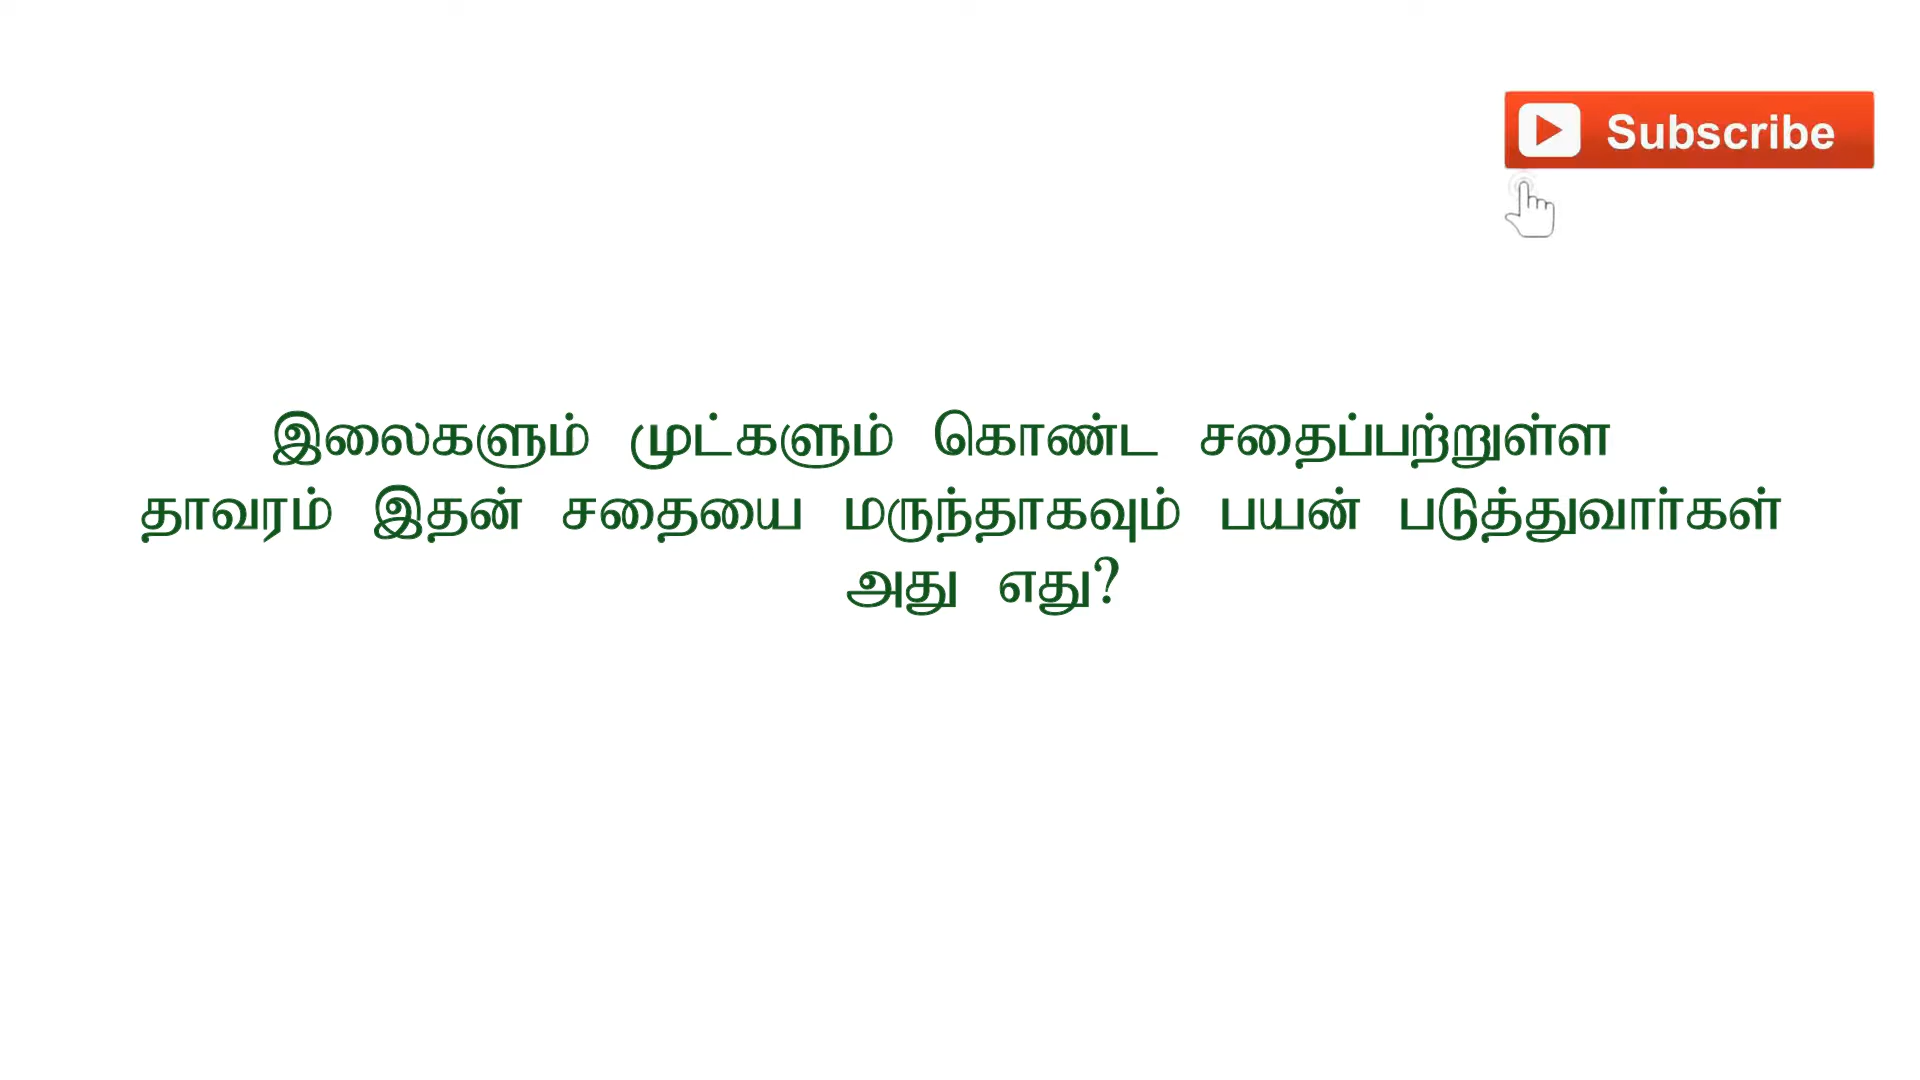 Subscribe
இலைகளும் முட்களும் கொண்ட சதைப்பற்றுள்ள
தாவரம் இதன் சதையை மருந்தாகவும் பயன் படுத்துவார்கள்
அது எது?